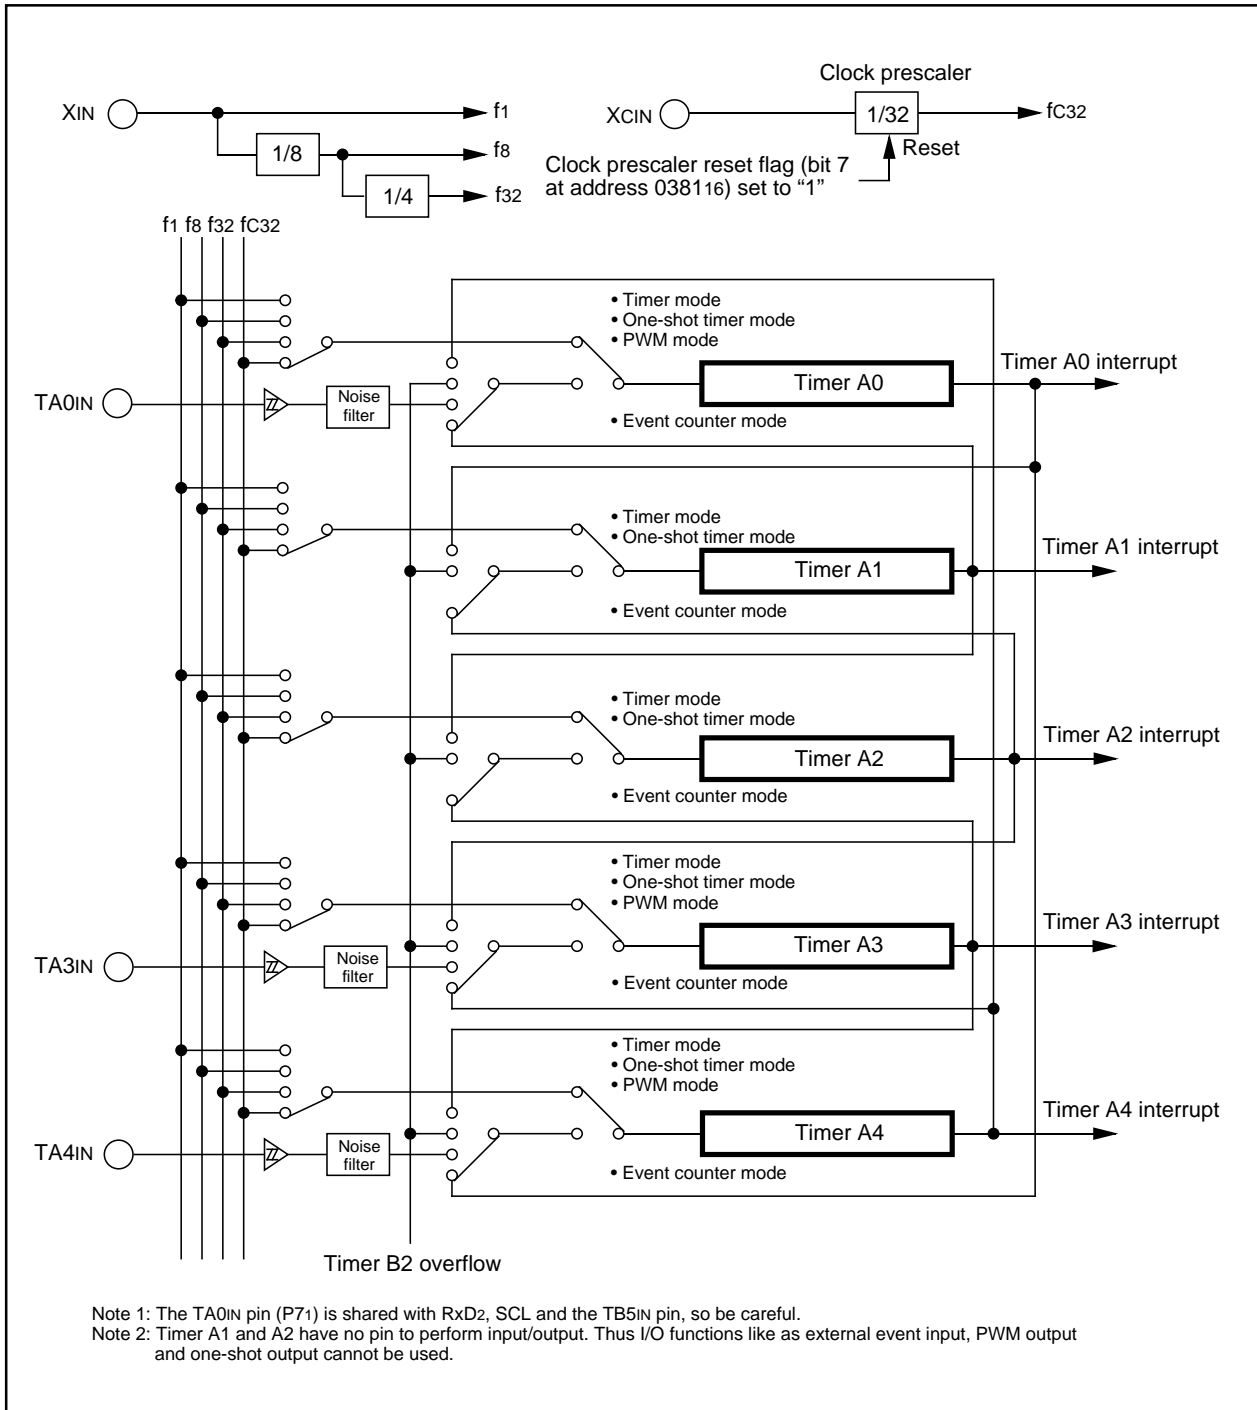 Clock prescaler
XIN
f1
XCIN
1/32
fC32
1/8
f8
Reset
Clock prescaler reset flag (bit 7
at address 038116) set to “1”
1/4
f32
f1 f8 f32 fC32
• Timer mode
• One-shot timer mode
• PWM mode
Timer A0 interrupt
Timer A0
TA0IN
Noise
filter
• Event counter mode
• Timer mode
• One-shot timer mode
Timer A1 interrupt
Timer A1
• Event counter mode
• Timer mode
• One-shot timer mode
Timer A2 interrupt
Timer A2
• Event counter mode
• Timer mode
• One-shot timer mode
• PWM mode
Timer A3 interrupt
Timer A3
TA3IN
Noise
filter
• Event counter mode
• Timer mode
• One-shot timer mode
• PWM mode
Timer A4 interrupt
Timer A4
TA4IN
Noise
filter
• Event counter mode
Timer B2 overflow
Note 1: The TA0IN pin (P71) is shared with RxD2, SCL and the TB5IN pin, so be careful.
Note 2: Timer A1 and A2 have no pin to perform input/output. Thus I/O functions like as external event input, PWM output
and one-shot output cannot be used.